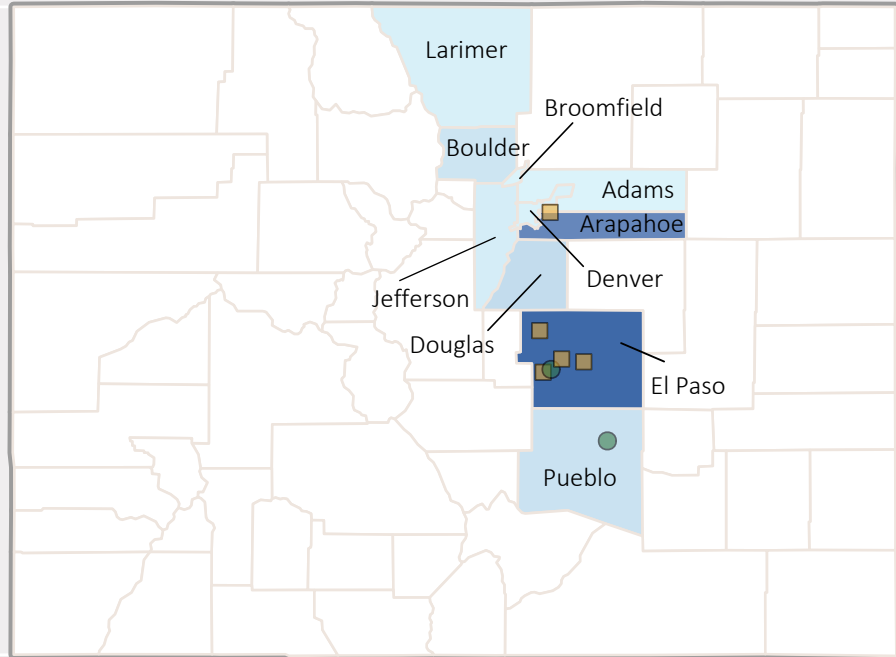 Larimer
Broomfield
Boulder
Adams
Arapahoe
Denver
Jefferson
Douglas
El Paso
Pueblo